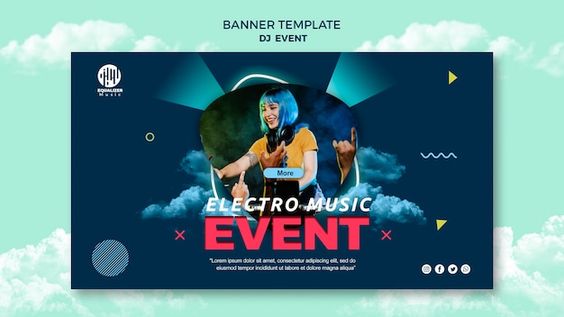 BANNER TEMPLATE
DJ EVENT
EQUALIZER
Music
More
ELECTRO MUSIC
EVENT
"Lorem ipsum dolor sit amet, consectetur adipiscing elit, sed do
eiusmod tempor incididunt ut labore et dolore magna aliqua"